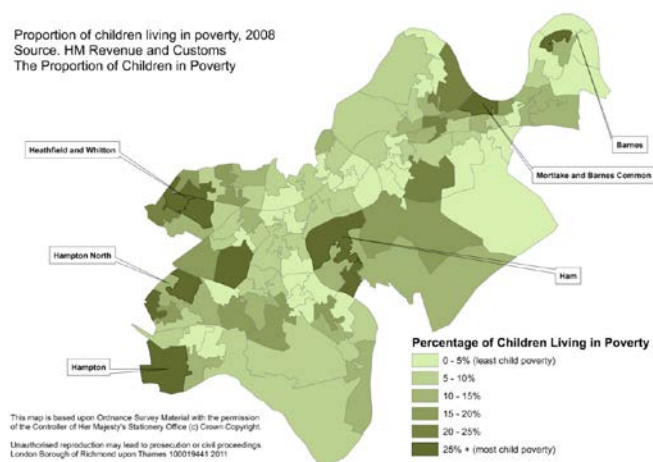 Proportion of children living in poverty, 2008
Source. HM Revenue and Customs
The Proportion of Children in Poverty
Barnes
Heathfield and Whitton
Mortlake and Barnes Common
Hampton North
Ham
Hampton
Percentage of Children Living in Poverty
0 - 5% (least child poverty)
5 - 10%
10 - 15%
15 - 20%
20 - 25%
25% + (most child poverty)
This map is based upon Ordnance Survey Material with the permission
of the Controller of Her Majesty's Stationery Office (c) Crown Copyright.
Unauthorised reproduction may lead to prosecution or civil proceedings.
London Borough of Richmond upon Thames 100019441 2011